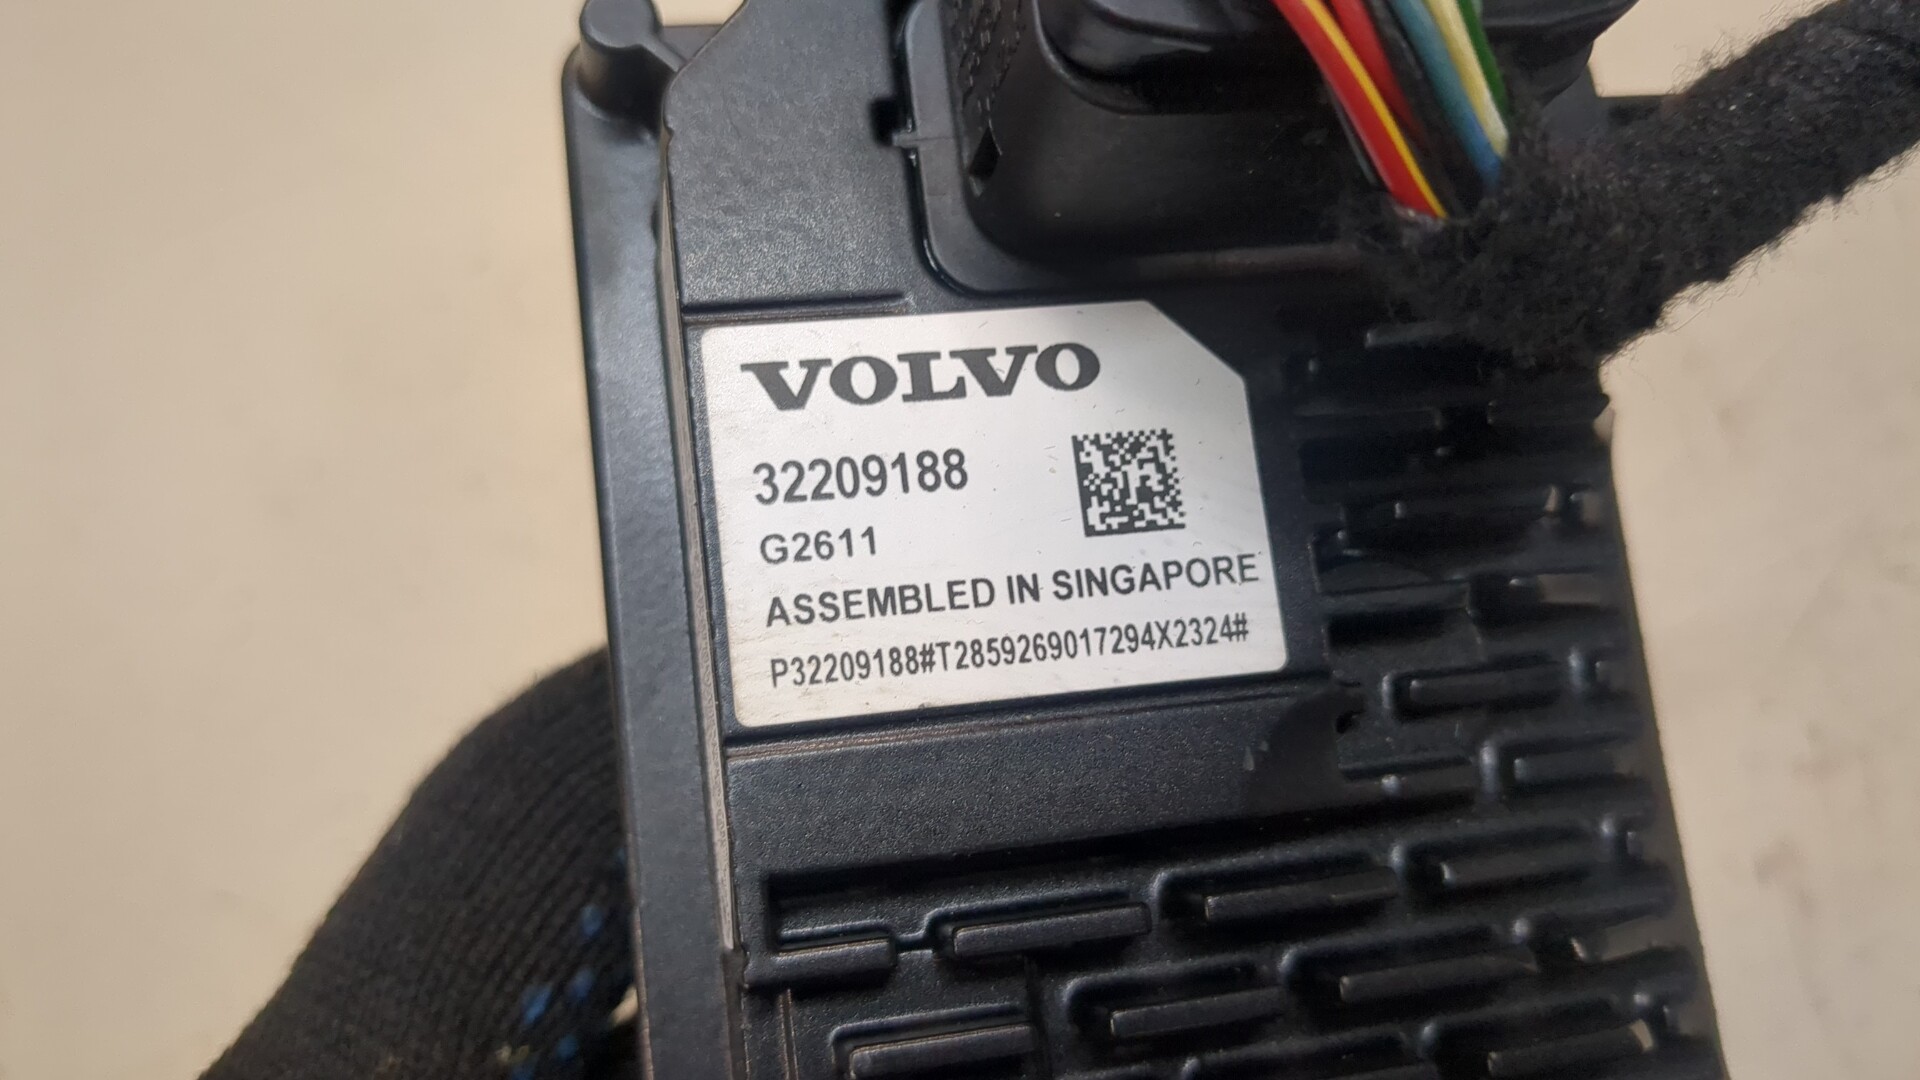 VOLVO
32209188
G2611
ASSEMBLED IN SINGAPORE
P32209188#T2859269017294X2324#